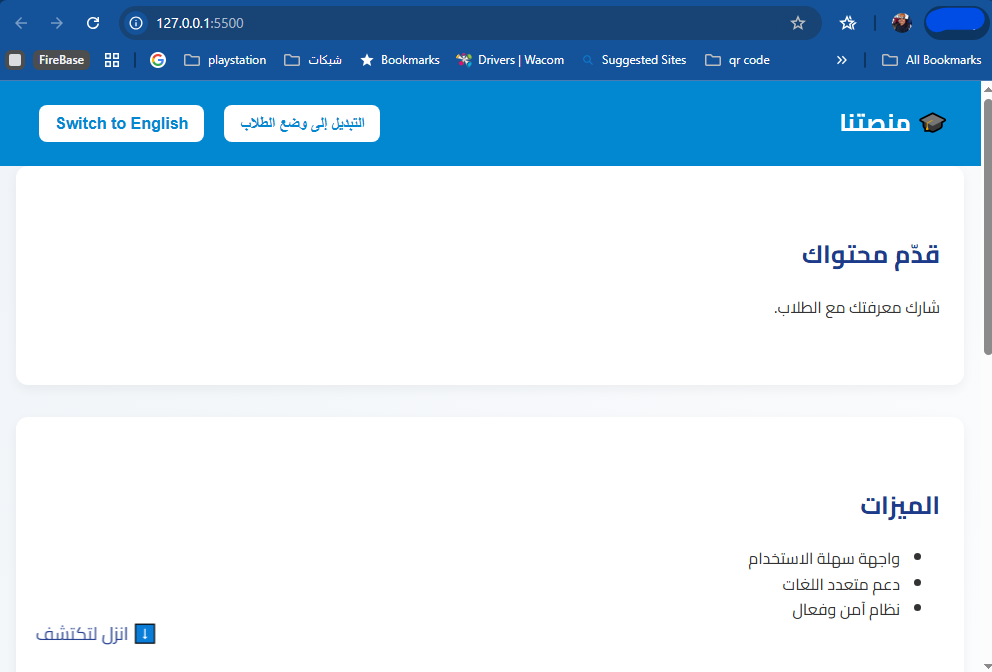 127.0.0.1:5500
FireBase
playstation
شبكات
Bookmarks
Drivers | Wacom
Suggested Sites
qr code
»
All Bookmarks
منصتنا
التبديل إلى وضع الطلاب
Switch to English
قدّم محتواك
شارك معرفتك مع الطلاب.
الميزات
واجهة سهلة الاستخدام
دعم متعدد اللغات
نظام آمن وفعال
⬇️ انزل لتكتشف